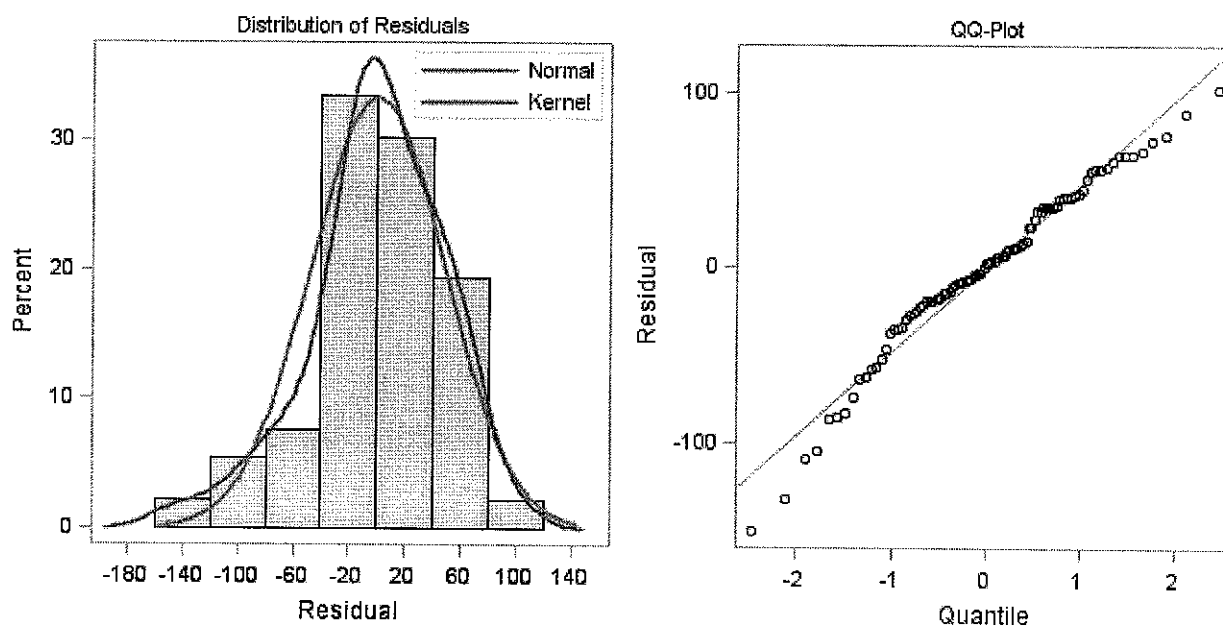 Distribution of Residuals
Normal
Kernel
Percent
30
20
10
0
-180 -140 -100 -60 -20 20 60 100 140
Residual
QQ-Plot
Residual
100
0
-100
-2 -1 0 1 2
Quantile